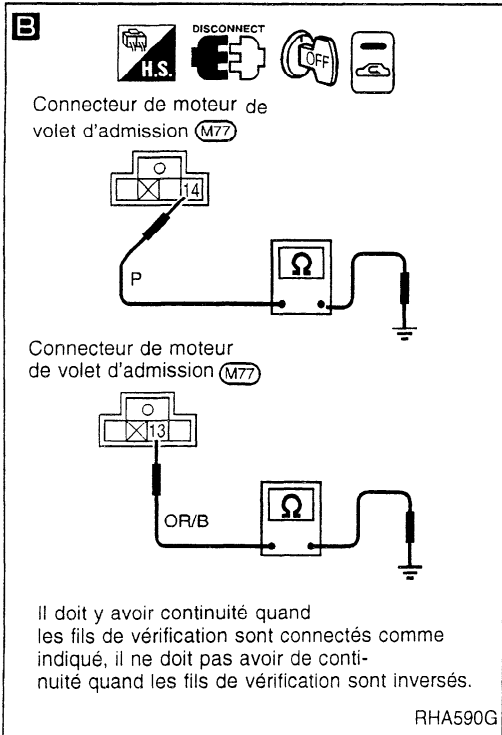 B
DISCONNECT
H.S.
OFF
Connecteur de moteur de
volet d'admission M77
14
Ω
P
Connecteur de moteur
de volet d'admission M77
13
Ω
OR/B
Il doit y avoir continuité quand
les fils de vérification sont connectés comme
indiqué, il ne doit pas avoir de conti-
nuité quand les fils de vérification sont inversés.
RHA590G